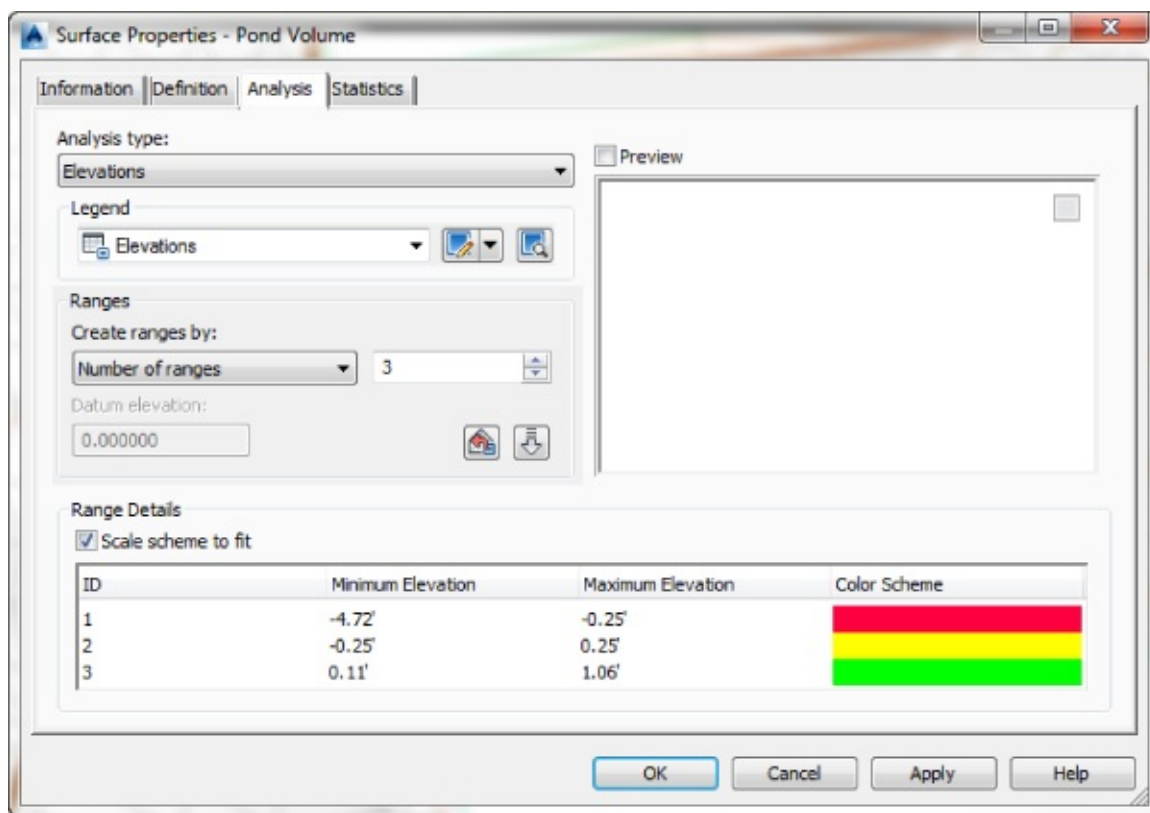 Surface Properties - Pond Volume
Information Definition Analysis Statistics
Analysis type:
Elevations
Preview
Legend
Elevations
Ranges
Create ranges by:
Number of ranges 3
Datum elevation:
0.000000
Range Details
Scale scheme to fit
ID Minimum Elevation Maximum Elevation Color Scheme
1 -4.72' -0.25'
2 -0.25' 0.25'
3 0.11' 1.06'
OK Cancel Apply Help